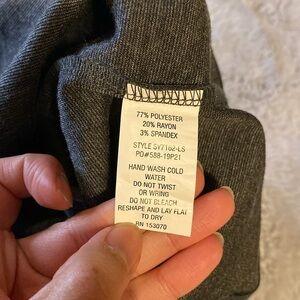 77% POLYESTER
20% RAYON
3% SPANDEX
STYLE SY7162-LS
PO#588-19P21
HAND WASH COLD
WATER
DO NOT TWIST
OR WRING
DO NOT BLEACH
RESHAPE AND LAY FLAT
TO DRY
RN 153070